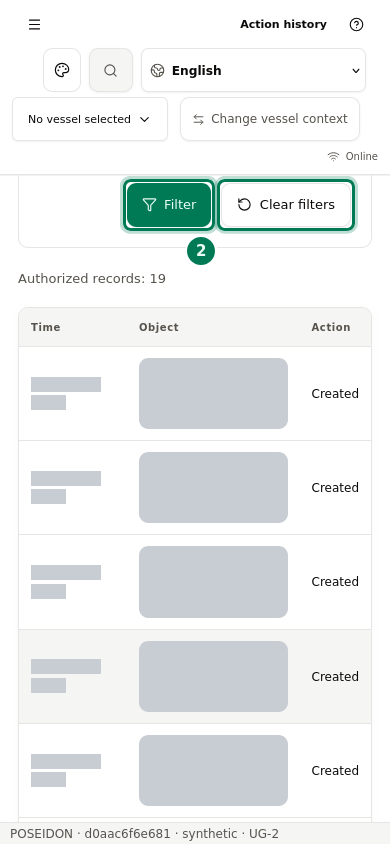 Action history
English
No vessel selected
Change vessel context
Online
Filter
Clear filters
2
Authorized records: 19
Time Object Action
Created
Created
Created
Created
Created
POSEIDON · d0aac6f6e681 · synthetic · UG-2